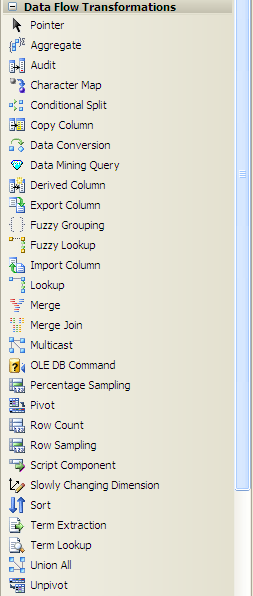 Data Flow Transformations
Pointer
Aggregate
Audit
Character Map
Conditional Split
Copy Column
Data Conversion
Data Mining Query
Derived Column
Export Column
Fuzzy Grouping
Fuzzy Lookup
Import Column
Lookup
Merge
Merge Join
Multicast
OLE DB Command
Percentage Sampling
Pivot
Row Count
Row Sampling
Script Component
Slowly Changing Dimension
Sort
Term Extraction
Term Lookup
Union All
Unpivot